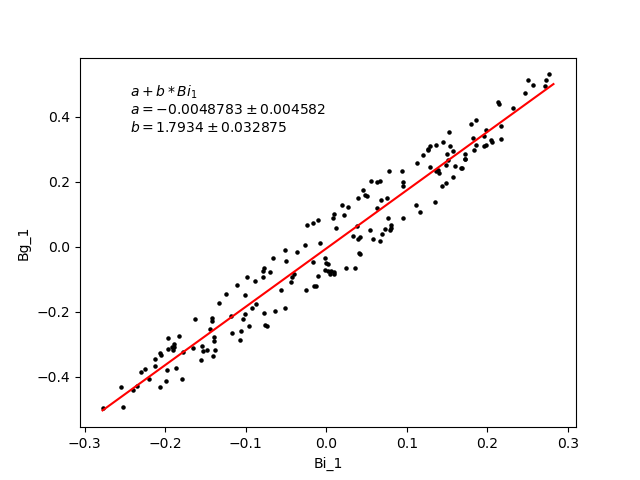 a + b * Bi₁
a = −0.0048783 ± 0.004582
b = 1.7934 ± 0.032875
0.4
0.2
0.0
−0.2
−0.4
Bg_1
−0.3 −0.2 −0.1 0.0 0.1 0.2 0.3
Bi_1